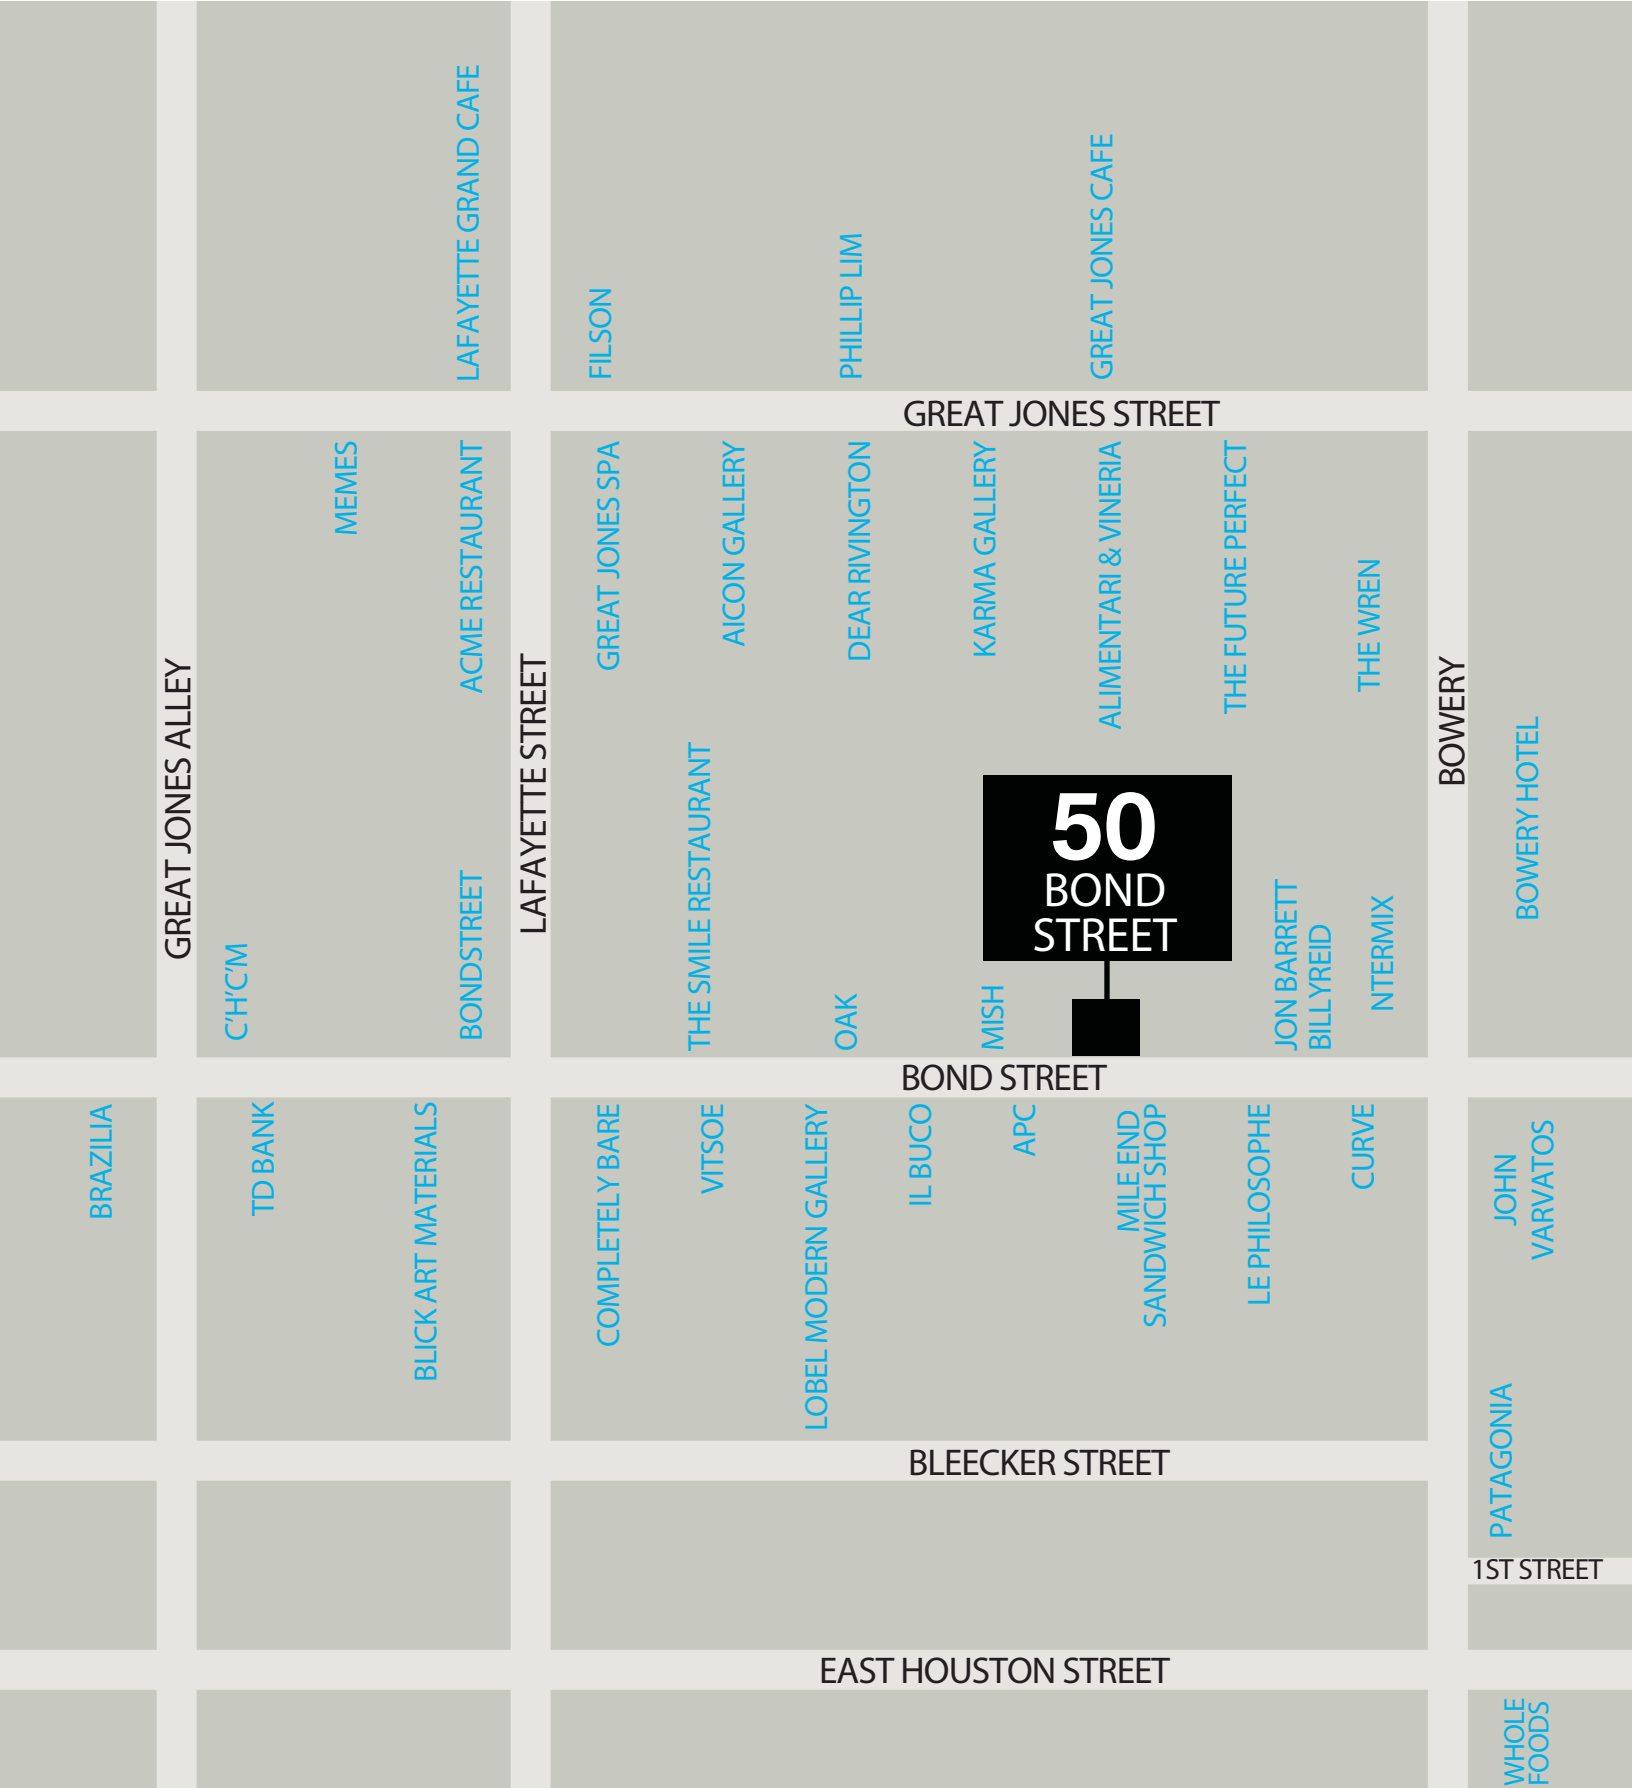 LAFAYETTE GRAND CAFE
FILSON
PHILLIP LIM
GREAT JONES CAFE
GREAT JONES STREET
MEMES
ACME RESTAURANT
GREAT JONES SPA
AICON GALLERY
DEAR RIVINGTON
KARMA GALLERY
ALIMENTARI & VINERIA
THE FUTURE PERFECT
THE WREN
GREAT JONES ALLEY
LAFAYETTE STREET
BOWERY
BOWERY HOTEL
C'H'C'M
BONDSTREET
THE SMILE RESTAURANT
OAK
MISH
50
BOND
STREET
JON BARRETT
BILLYREID
NTERMIX
BOND STREET
BRAZILIA
TD BANK
BLICK ART MATERIALS
COMPLETELY BARE
VITSOE
LOBEL MODERN GALLERY
IL BUCO
APC
MILE END
SANDWICH SHOP
LE PHILOSOPHE
CURVE
JOHN
VARVATOS
PATAGONIA
BLEECKER STREET
1ST STREET
EAST HOUSTON STREET
WHOLE
FOODS